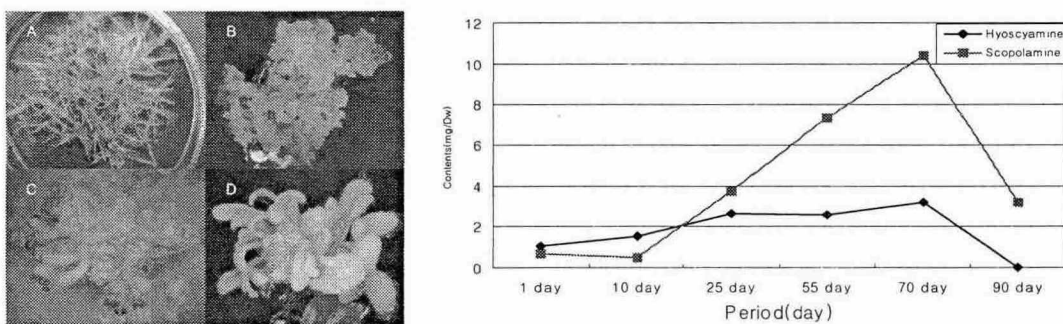 A
B
C
D
12
10
8
6
4
2
0
Contents(mg/Dw)
Hyoscyamine
Scopolamine
1 day
10 day
25 day
55 day
70 day
90 day
Period(day)